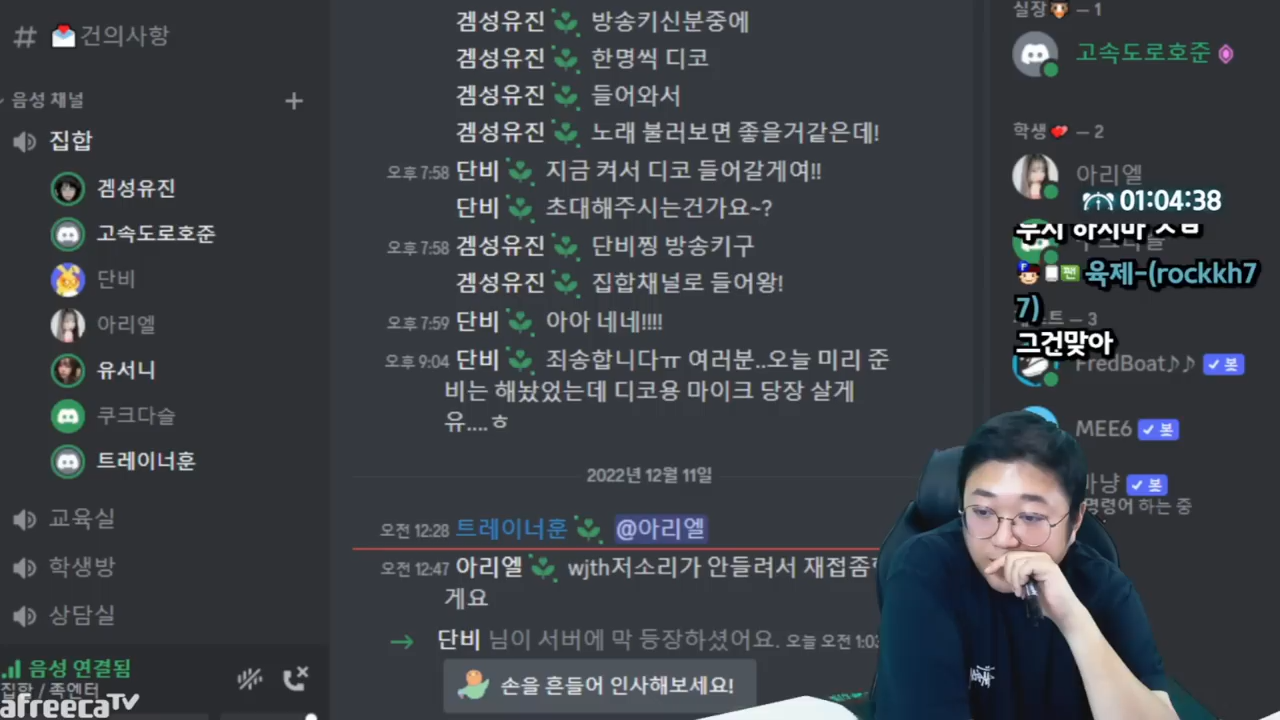 # 건의사항
음성 채널 +
집합
겜성유진
고속도로호준
단비
아리엘
유서니
쿠크다슬
트레이너훈
교육실
학생방
상담실
음성 연결됨
집합 / 족엔터
afreecaTV
겜성유진 방송키신분중에
겜성유진 한명씩 디코
겜성유진 들어와서
겜성유진 노래 불러보면 좋을거같은데!
오후 7:58 단비 지금 켜서 디코 들어갈게여!!
단비 초대해주시는건가요~?
오후 7:58 겜성유진 단비찡 방송키구
겜성유진 집합채널로 들어왕!
오후 7:59 단비 아아 네네!!!!
오후 9:04 단비 죄송합니다ㅠ 여러분..오늘 미리 준
비는 해놨었는데 디코용 마이크 당장 살게
유....ㅎ
2022년 12월 11일
오전 12:28 트레이너훈 @아리엘
오전 12:47 아리엘 wjth저소리가 안들려서 재접좀
게요
단비 님이 서버에 막 등장하셨어요. 오늘 오전 1:03
손을 흔들어 인사해보세요!
실장 – 1
고속도로호준
학생 – 2
아리엘
01:04:38
무시 하지마
팬 육제-(rockkh7
7)
– 3
그건맞아
FredBoat♪♪ ✓ 봇
MEE6 ✓ 봇
✓ 봇
명령어 하는 중